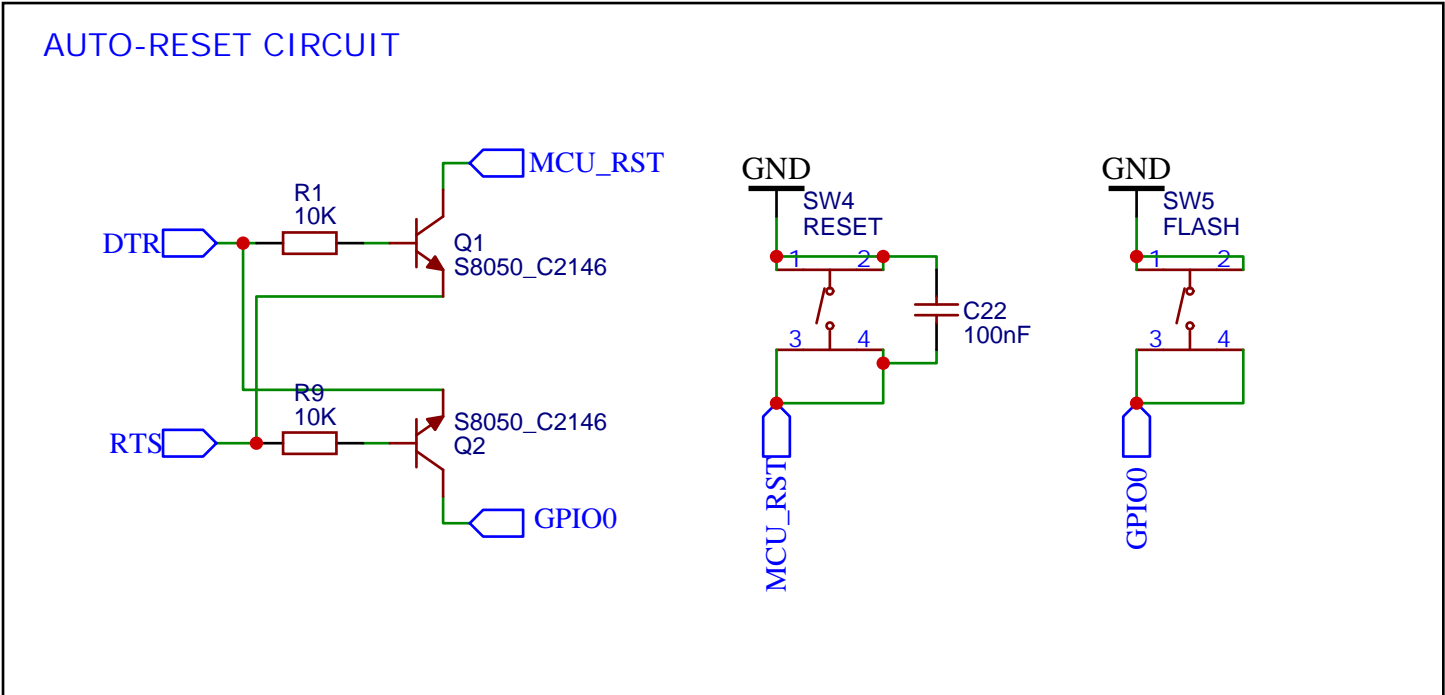 AUTO-RESET CIRCUIT
MCU_RST
R1
10K
DTR
Q1
S8050_C2146
R9
10K
RTS
S8050_C2146
Q2
GPIO0
GND
SW4
RESET
1 2
3 4
C22
100nF
MCU_RST
GND
SW5
FLASH
1 2
3 4
GPIO0